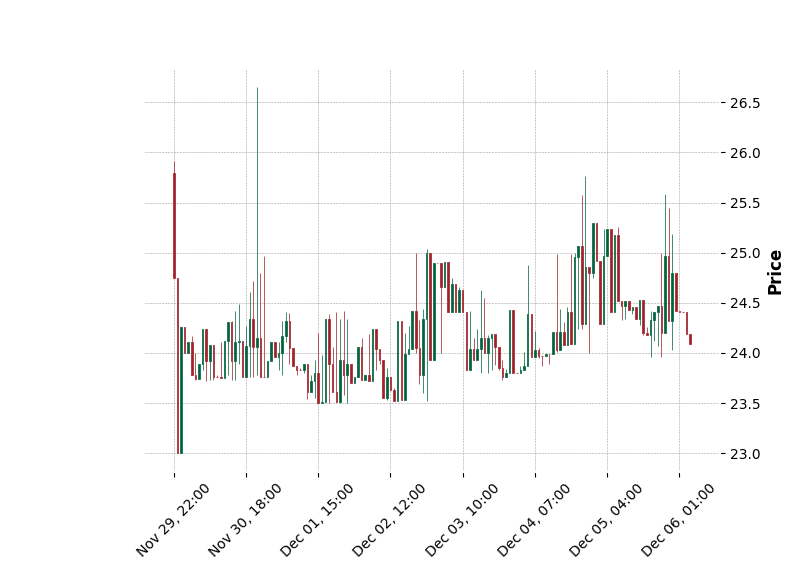 26.5
26.0
25.5
25.0
24.5
24.0
23.5
23.0
Price
Nov 29, 22:00
Nov 30, 18:00
Dec 01, 15:00
Dec 02, 12:00
Dec 03, 10:00
Dec 04, 07:00
Dec 05, 04:00
Dec 06, 01:00